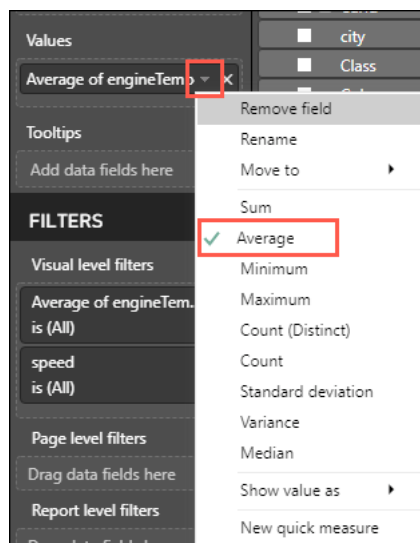 Values
Average of engineTemp
Tooltips
Add data fields here
FILTERS
Visual level filters
Average of engineTem..
is (All)
speed
is (All)
Page level filters
Drag data fields here
Report level filters
city
Class
Remove field
Rename
Move to
Sum
Average
Minimum
Maximum
Count (Distinct)
Count
Standard deviation
Variance
Median
Show value as
New quick measure